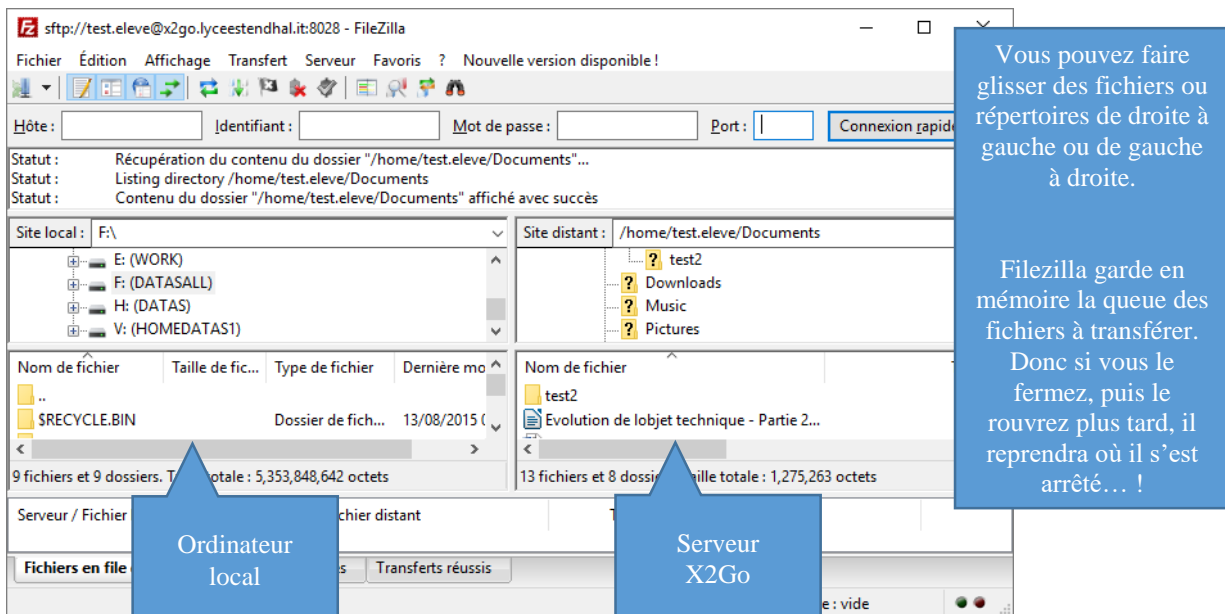 sftp://test.eleve@x2go.lyceestendhal.it:8028 - FileZilla
Fichier Édition Affichage Transfert Serveur Favoris ? Nouvelle version disponible !
Hôte : Identifiant : Mot de passe : Port : Connexion rapide
Statut : Récupération du contenu du dossier "/home/test.eleve/Documents"...
Statut : Listing directory /home/test.eleve/Documents
Statut : Contenu du dossier "/home/test.eleve/Documents" affiché avec succès
Site local : F:\
E: (WORK)
F: (DATASALL)
H: (DATAS)
V: (HOMEDATAS1)
Site distant : /home/test.eleve/Documents
test2
Downloads
Music
Pictures
Nom de fichier Taille de fic... Type de fichier Dernière mo
..
$RECYCLE.BIN Dossier de fich... 13/08/2015
9 fichiers et 9 dossiers. otale : 5,353,848,642 octets
Nom de fichier
test2
Evolution de lobjet technique - Partie 2...
13 fichiers et 8 dossie aille totale : 1,275,263 octets
Serveur / Fichier chier distant
Fichiers en file Transferts réussis
e : vide
Ordinateur
local
Serveur
X2Go
Vous pouvez faire
glisser des fichiers ou
répertoires de droite à
gauche ou de gauche
à droite.
Filezilla garde en
mémoire la queue des
fichiers à transférer.
Donc si vous le
fermez, puis le
rouvrez plus tard, il
reprendra où il s'est
arrêté… !